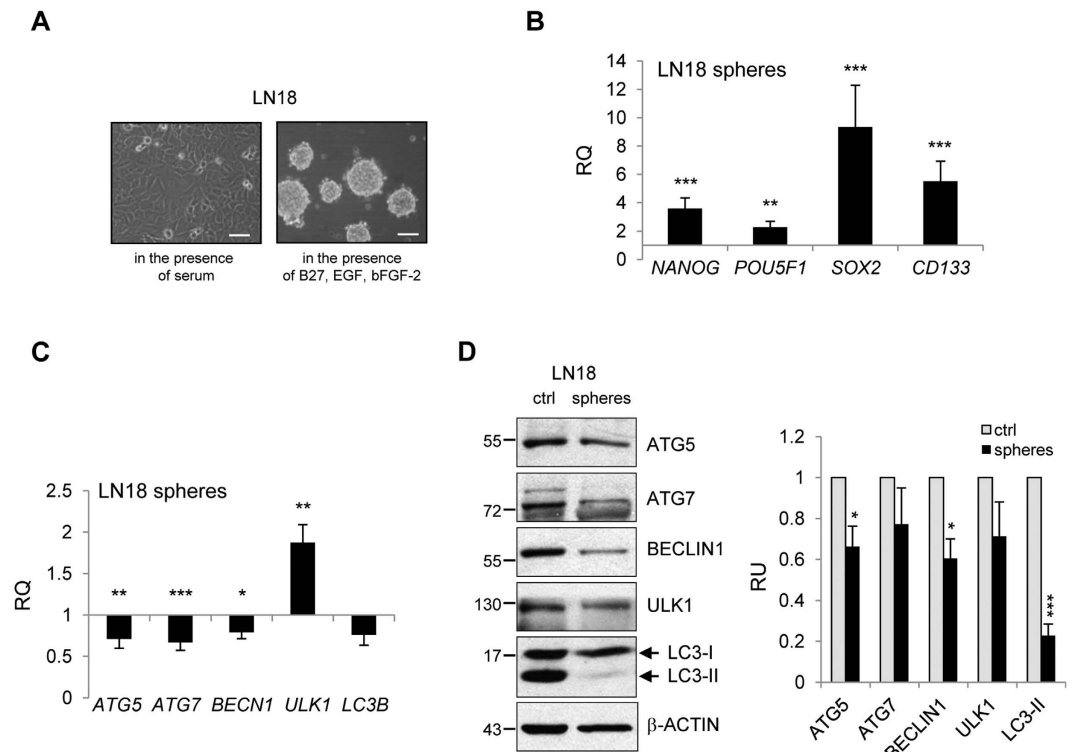 A
LN18
in the presence
of serum
in the presence
of B27, EGF, bFGF-2
B
LN18 spheres
RQ
14
12
10
8
6
4
2
0
***
**
***
***
NANOG POU5F1 SOX2 CD133
C
LN18 spheres
RQ
2.5
2
1.5
1
0.5
0
** *** * **
ATG5 ATG7 BECN1 ULK1 LC3B
D
LN18
ctrl spheres
55 ATG5
72 ATG7
55 BECLIN1
130 ULK1
17 LC3-I
LC3-II
43 β-ACTIN
ctrl
spheres
RU
1.2
1
0.8
0.6
0.4
0.2
0
*
*
***
ATG5
ATG7
BECLIN1
ULK1
LC3-II